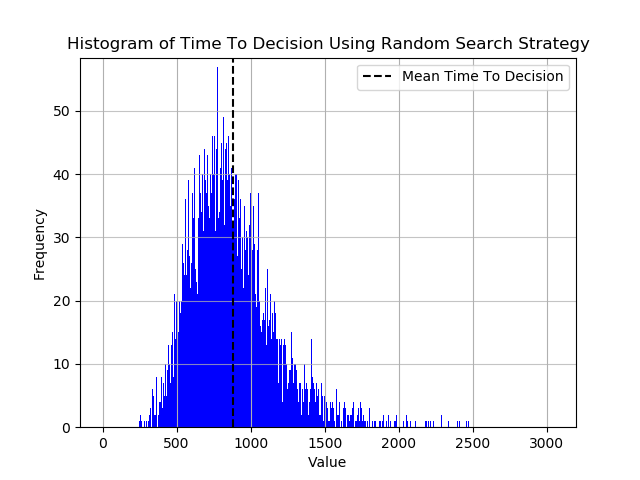 Histogram of Time To Decision Using Random Search Strategy
Mean Time To Decision
50
40
30
20
10
0
Frequency
0 500 1000 1500 2000 2500 3000
Value